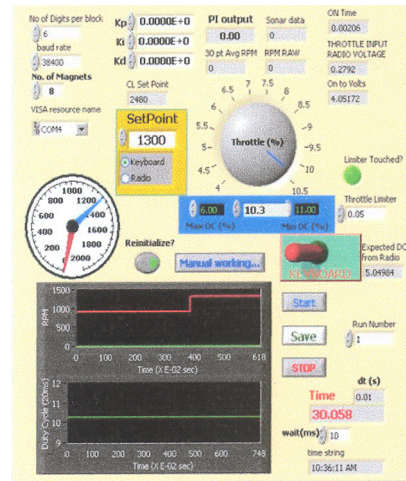 No of Digits per block
6
baud rate
38400
No. of Magnets
8
VISA resource name
COM4
Kp 0.0000E+0
Ki 0.0000E+0
Kd 0.0000E+0
PI output
0.00
Sonar data
0
30 pt Avg RPM
0
RPM RAW
0
ON Time
0.00206
THROTTLE INPUT
RADIO VOLTAGE
0.2792
On to Volts
4.05172
CL Set Point
2480
SetPoint
1300
Keyboard
Radio
Throttle (%)
4 4.5 5 5.5 6 6.5 7 7.5 8 8.5 9 9.5 10 10.5 11
Limiter Touched?
Throttle Limiter
0.05
6.00 10.3 11.00
Max DC (%) Min DC (%)
0 200 400 600 800 1000 1200 1400 1600 1800 2000
Reinitialize?
Manual working...
KEYBOARD
Expected DC
from Radio
5.04984
RPM
1500
1000
500
0
0 100 200 300 400 500 618
Time (X E-02 sec)
Duty Cycle (20ms)
12
11
10
9
0 100 200 300 400 500 600 748
Time (X E-02 sec)
Start
Save
STOP
Run Number
1
dt (s)
0.01
Time
30.058
wait(ms) 10
time string
10:36:11 AM